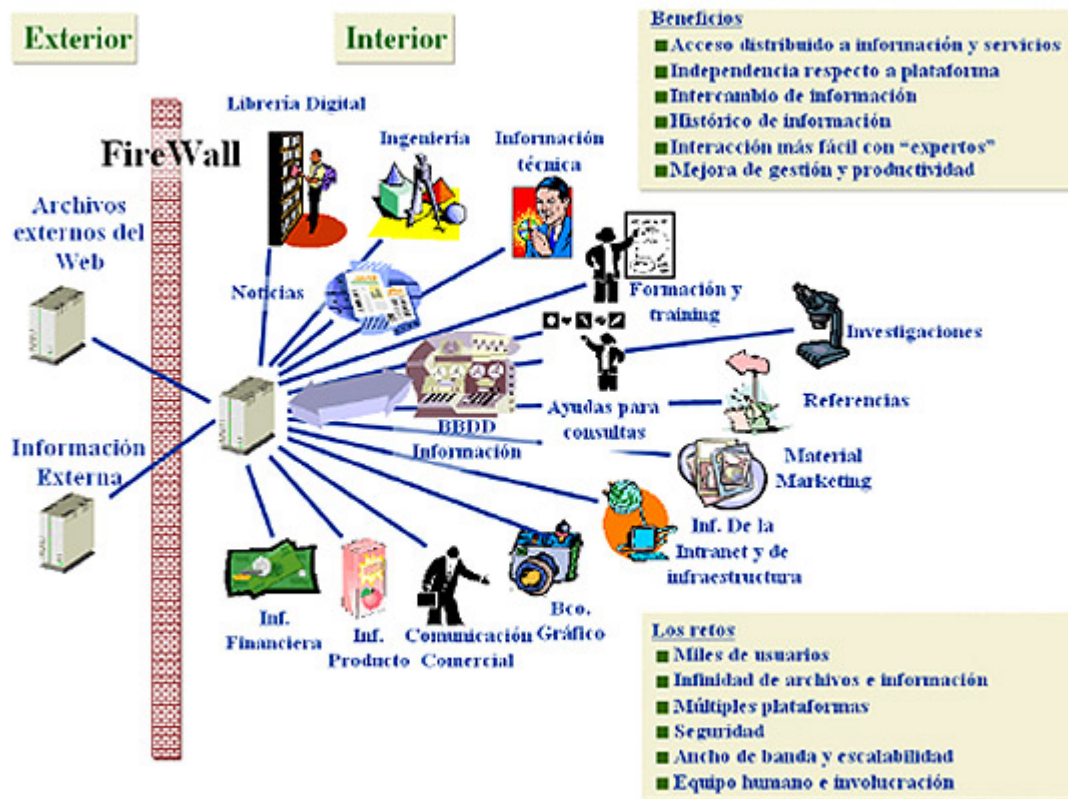 Exterior
Interior
FireWall
Archivos
externos del
Web
Información
Externa
Librería Digital
Ingeniería
Información
técnica
Noticias
Formación y
training
Investigaciones
BBDD
Información
Ayudas para
consultas
Referencias
Material
Marketing
Inf. De la
Intranet y de
infraestructura
Inf.
Financiera
Inf.
Producto
Comunicación
Comercial
Bco.
Gráfico
Beneficios
Acceso distribuido a información y servicios
Independencia respecto a plataforma
Intercambio de información
Histórico de información
Interacción más fácil con “expertos”
Mejora de gestión y productividad
Los retos
Miles de usuarios
Infinidad de archivos e información
Múltiples plataformas
Seguridad
Ancho de banda y escalabilidad
Equipo humano e involucración